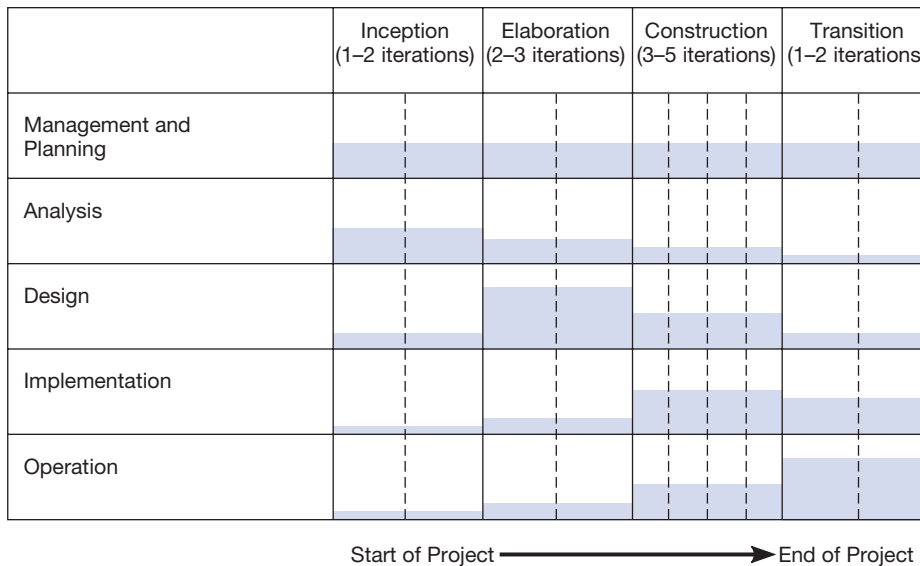 Inception
(1–2 iterations)
Elaboration
(2–3 iterations)
Construction
(3–5 iterations)
Transition
(1–2 iterations
Management and
Planning
Analysis
Design
Implementation
Operation
Start of Project
End of Project